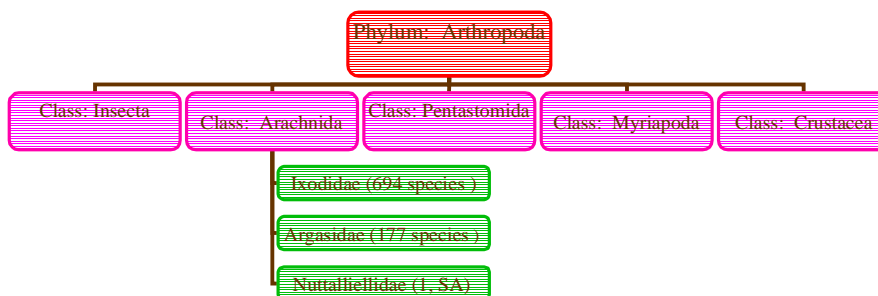 Phylum: Arthropoda
Class: Insecta
Class: Arachnida
Class: Pentastomida
Class: Myriapoda
Class: Crustacea
Ixodidae (694 species )
Argasidae (177 species )
Nuttalliellidae (1, SA)